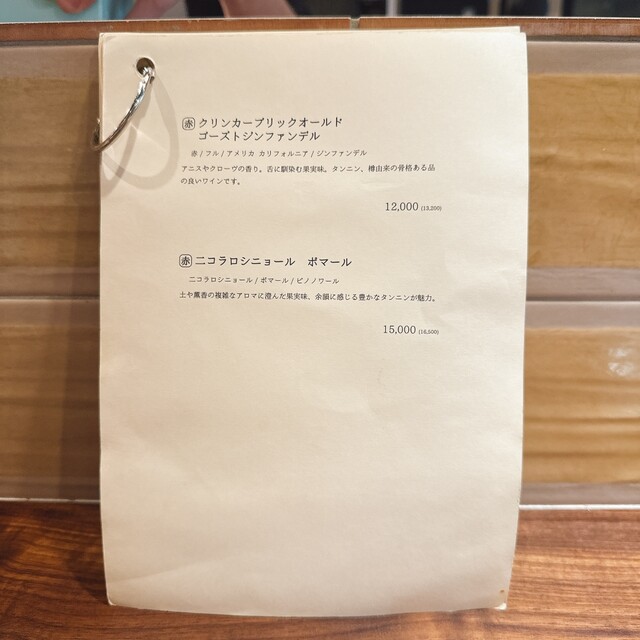 赤 クリンカーブリックオールド
ゴーストジンファンデル
赤 / フル / アメリカ カリフォルニア / ジンファンデル
アニスやクローヴの香り。舌に馴染む果実味。タンニン、樽由来の骨格ある品
の良いワインです。
12,000 (13,200)
赤 ニコラロシニョール ポマール
ニコラロシニョール / ポマール / ピノノワール
土や薫香の複雑なアロマに澄んだ果実味、余韻に感じる豊かなタンニンが魅力。
15,000 (16,500)